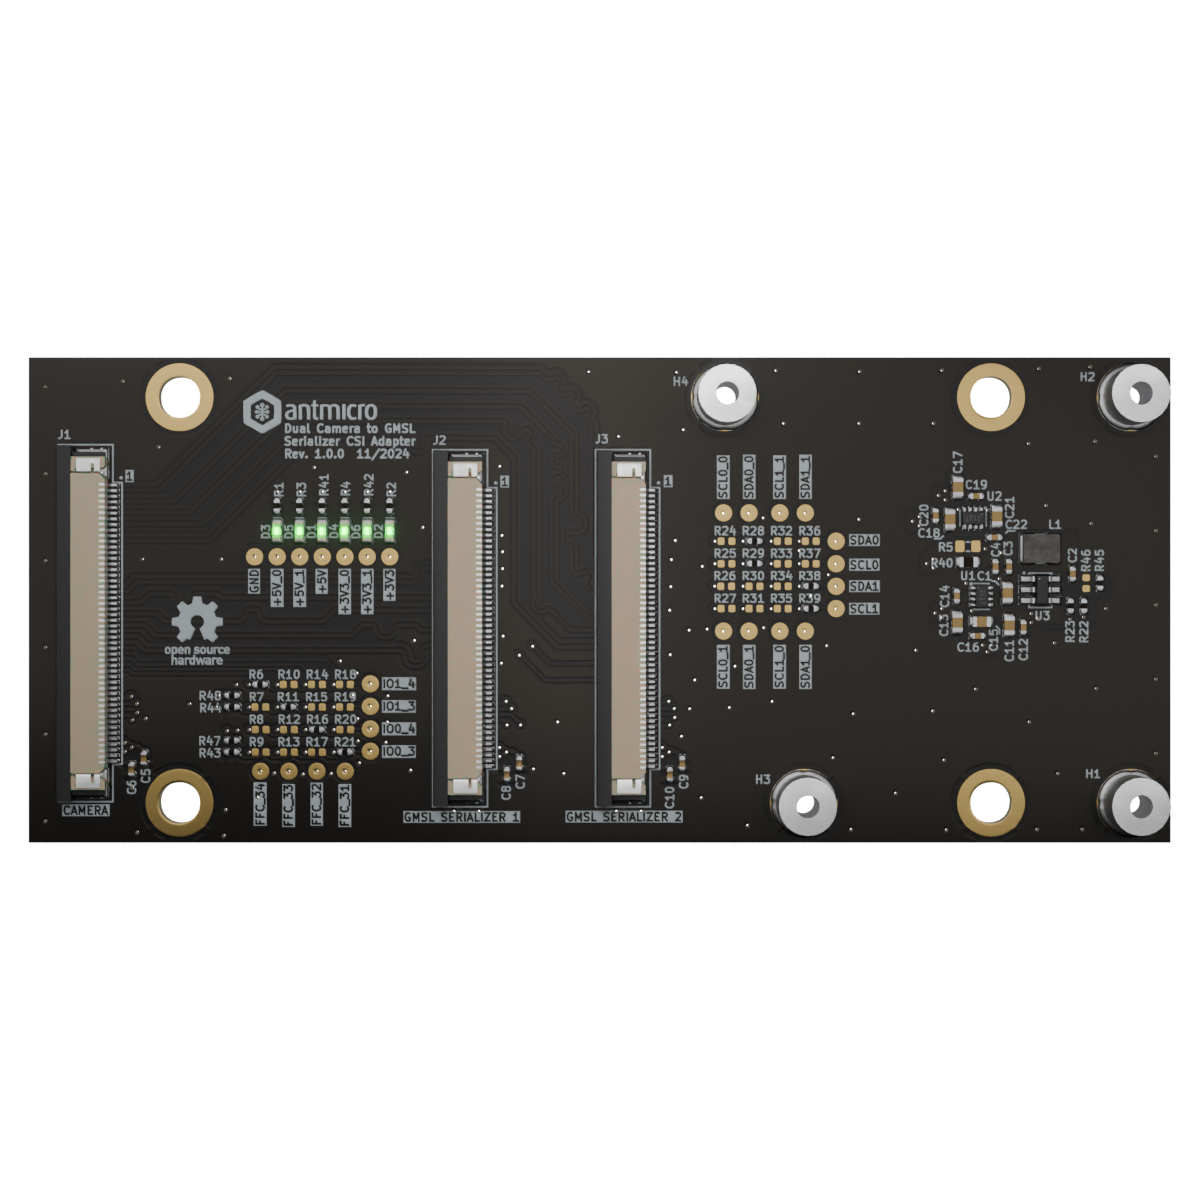 antmicro
Dual Camera to GMSL
Serializer CSI Adapter
Rev. 1.0.0 11/2024
J1
1
CAMERA
C6
C5
R1
R3
R41
R4
R42
R2
D3
D5
D1
D4
D6
D2
GND
+5V_0
+5V_1
+5V
+3V3_0
+3V3_1
+3V3
open source
hardware
R6 R10 R14 R18
IO1_4
R48
R7 R11 R15 R19
IO1_3
R44
R8 R12 R16 R20
IO0_4
R47
R9 R13 R17 R21
IO0_3
R43
FFC_34
FFC_33
FFC_32
FFC_31
J2
1
C8
C7
GMSL SERIALIZER 1
J3
1
C10
C9
GMSL SERIALIZER 2
H4
SCL0_0
SDA0_0
SCL1_1
SDA1_1
R24 R28 R32 R36
SDA0
R25 R29 R33 R37
SCL0
R26 R30 R34 R38
SDA1
R27 R31 R35 R39
SCL1
SCL0_1
SDA0_1
SCL1_0
SDA1_0
H3
H2
C17
C19
U2
C21
C20
C18
C22
L1
R5
C4
C3
R40
C2
R46
R45
U1
C1
C14
C13
U3
R23
R22
C16
C15
C11
C12
H1